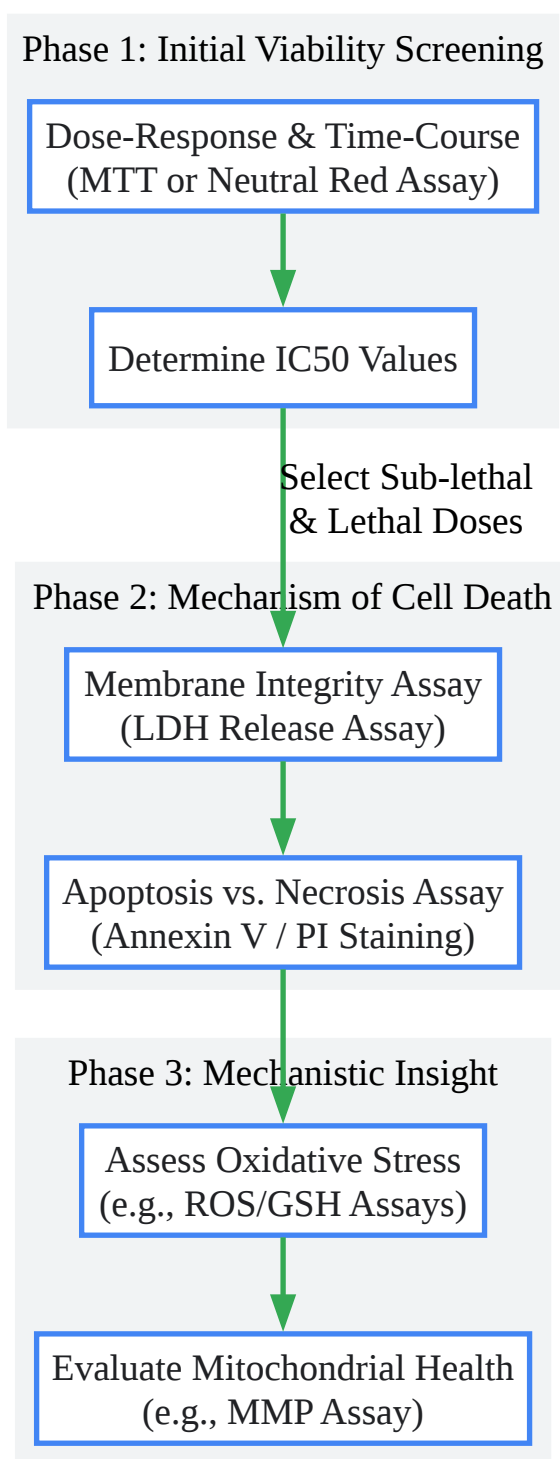 Phase 1: Initial Viability Screening
Dose-Response & Time-Course
(MTT or Neutral Red Assay)
Determine IC50 Values
Select Sub-lethal
& Lethal Doses
Phase 2: Mechanism of Cell Death
Membrane Integrity Assay
(LDH Release Assay)
Apoptosis vs. Necrosis Assay
(Annexin V / PI Staining)
Phase 3: Mechanistic Insight
Assess Oxidative Stress
(e.g., ROS/GSH Assays)
Evaluate Mitochondrial Health
(e.g., MMP Assay)